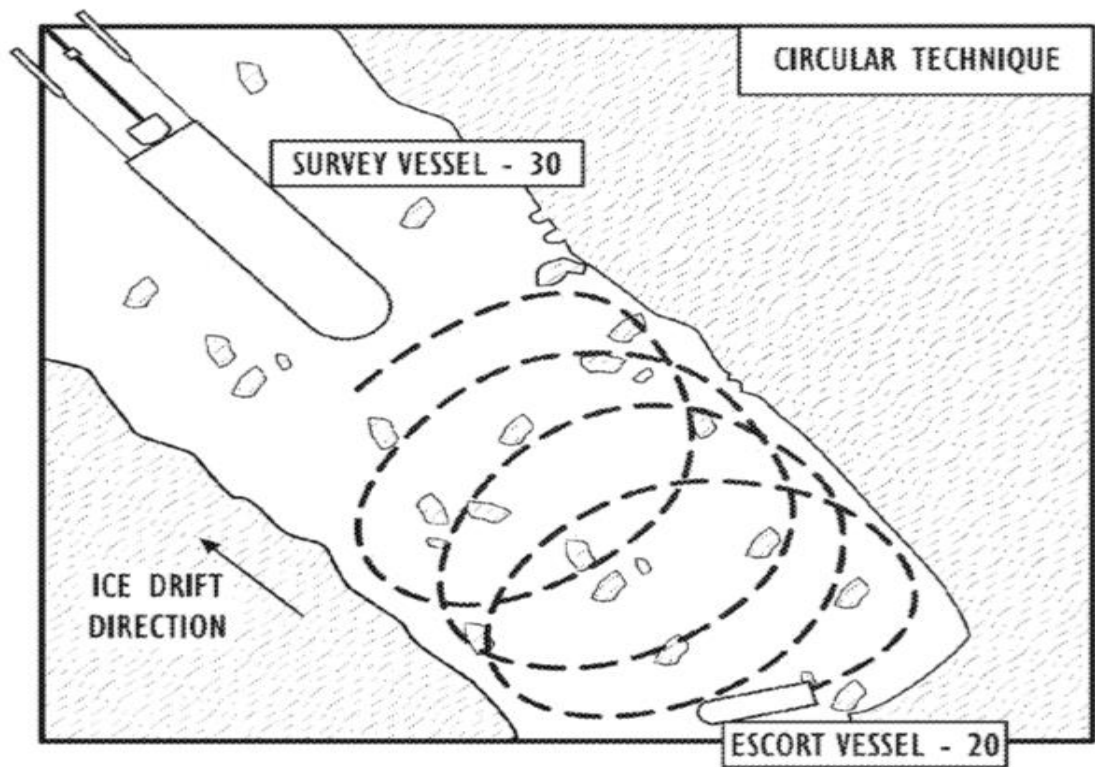 CIRCULAR TECHNIQUE
SURVEY VESSEL - 30
ICE DRIFT
DIRECTION
ESCORT VESSEL - 20